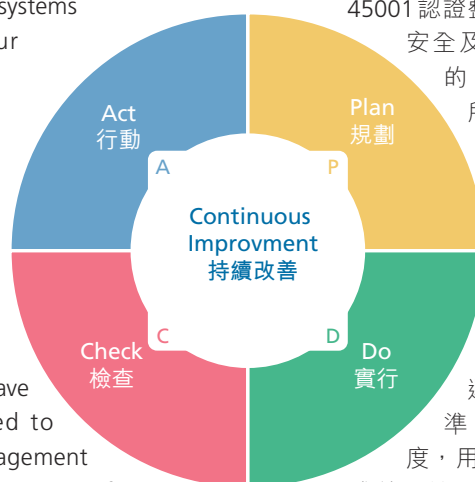 systems
45001認證整
安全及
的
Act
行動
Plan
規劃
A
P
Continuous
Improvment
持續改善
C
D
Check
檢查
Do
實行
ave
ed to
準
agement
度，用